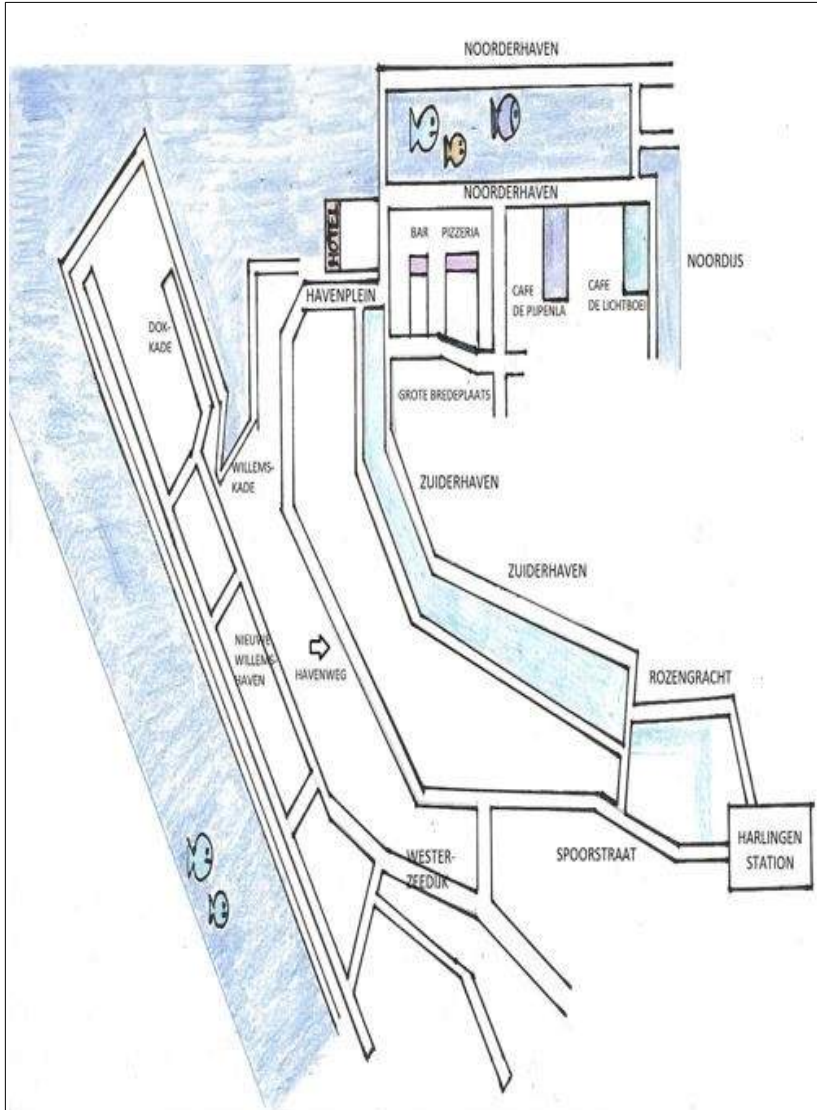 NOORDERHAVEN
NOORDERHAVEN
HOTEL
BAR
PIZZERIA
NOORDIJS
CAFE
DE PIJPENLA
CAFE
DE LICHTBOEI
HAVENPLEIN
DOK-
KADE
GROTE BREDEPLAATS
WILLEMS-
KADE
ZUIDERHAVEN
ZUIDERHAVEN
NIEUWE
WILLEMS-
HAVEN
HAVENWEG
ROZENGRACHT
WESTER-
ZEEDIJK
SPOORSTRAAT
HARLINGEN
STATION